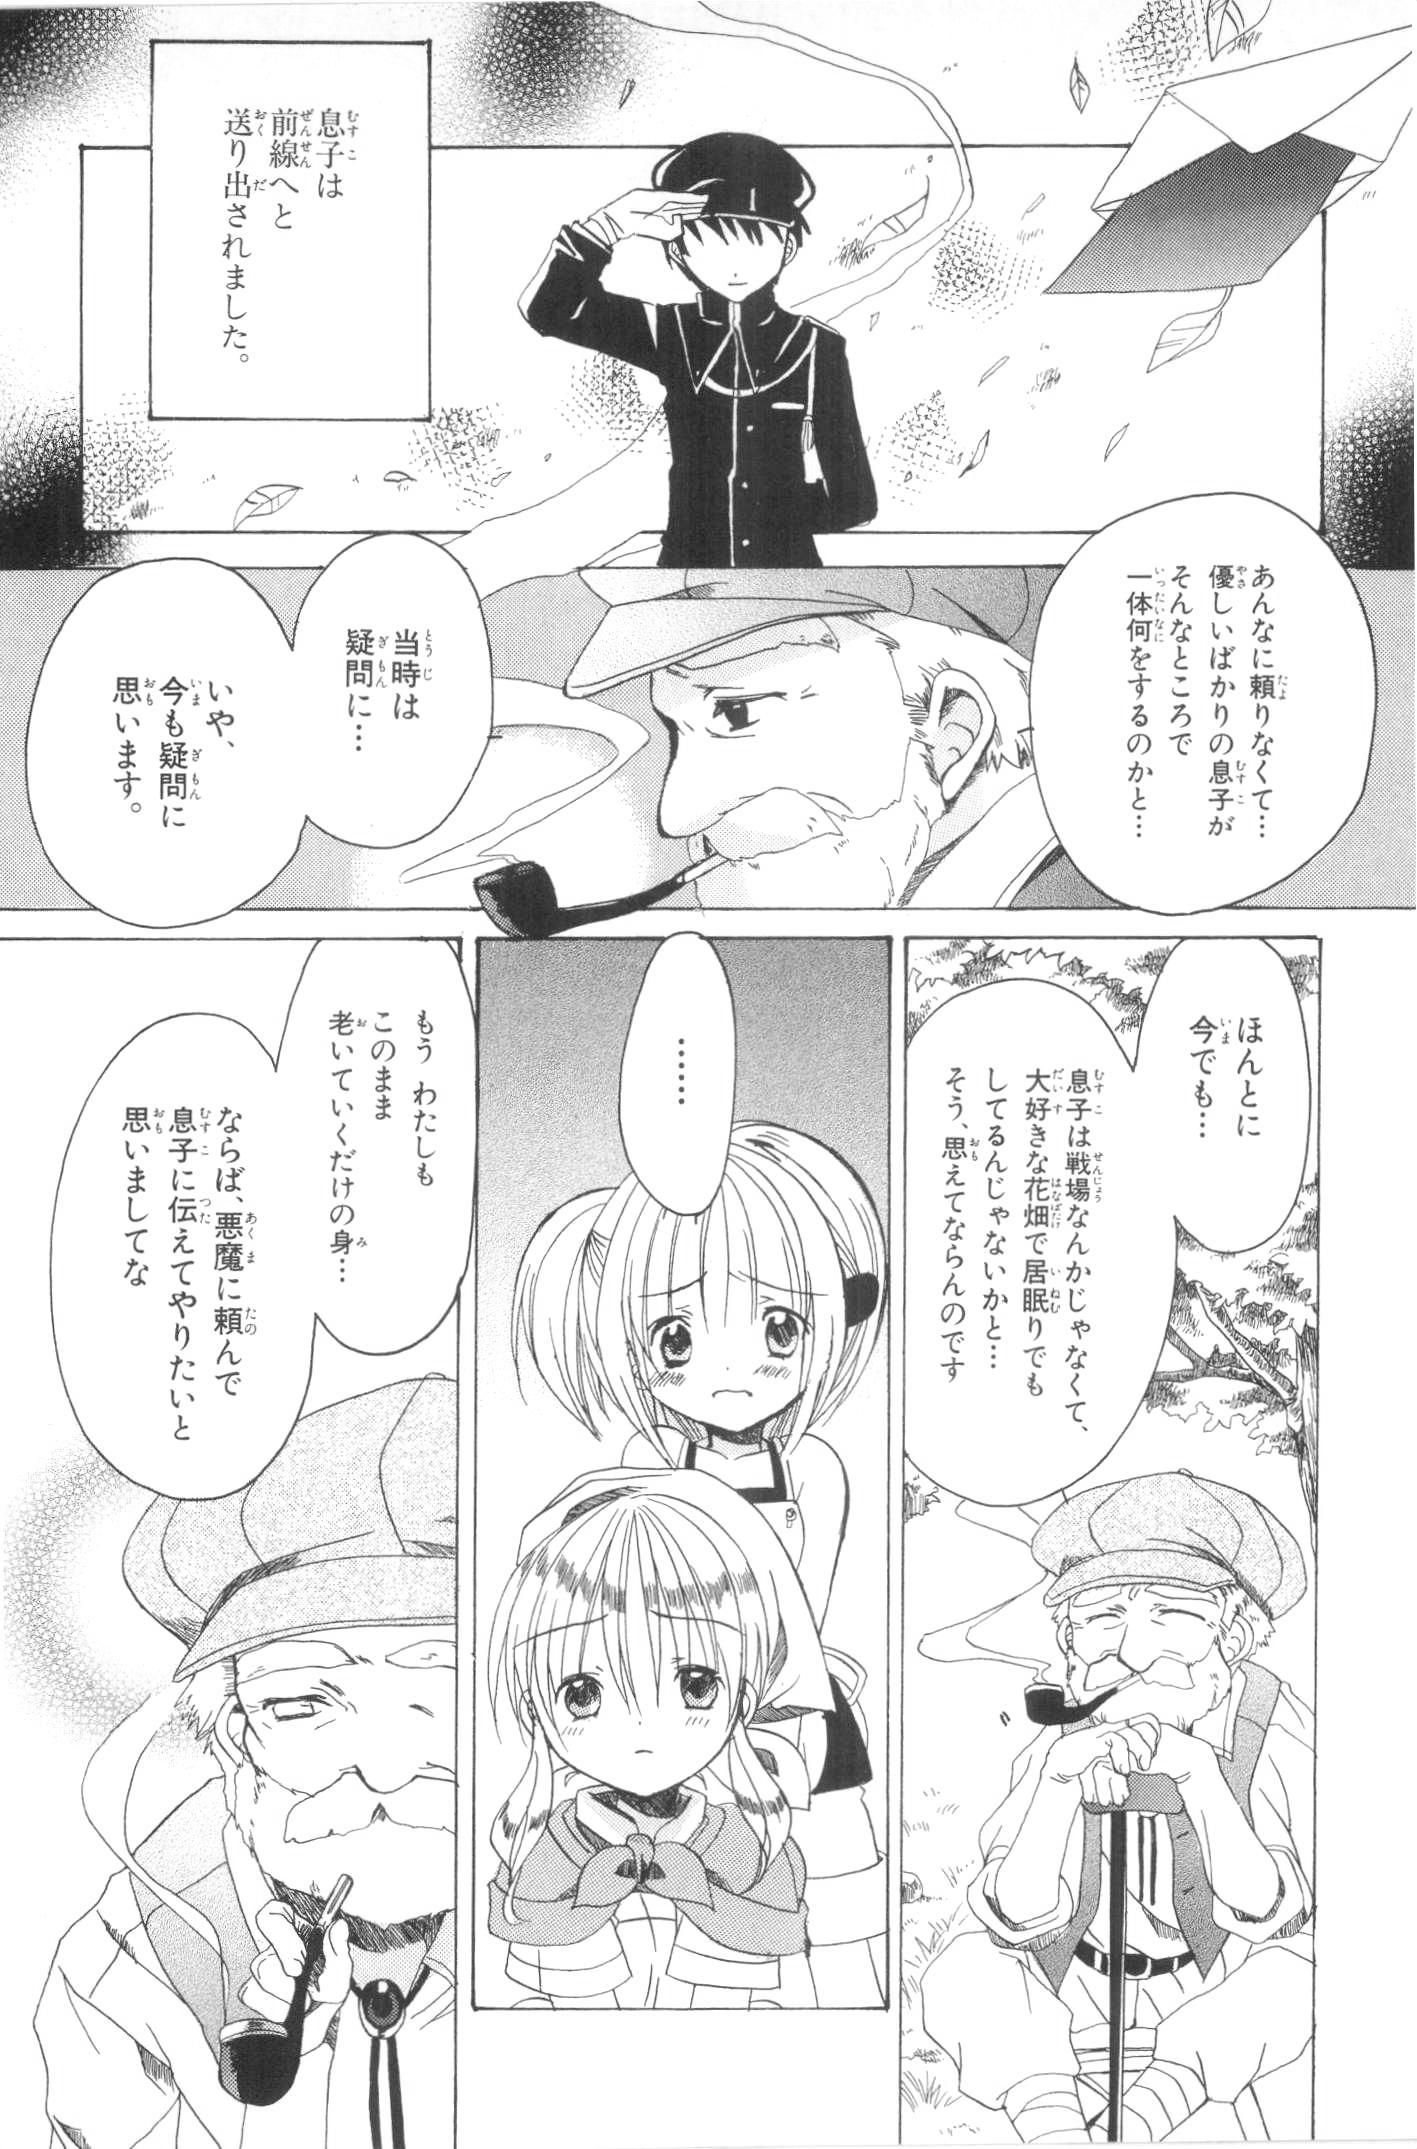 息子は
前線へと
送り出されました。
あんなに頼りなくて…
優しいばかりの息子が
そんなところで
一体何をするのかと…
当時は
疑問に…
いや、
今も疑問に
思います。
ほんとに
今でも…
息子は戦場なんかじゃなくて、
大好きな花畑で居眠りでも
してるんじゃないかと…
そう、思えてならんのです
……
もう わたしも
このまま
老いていくだけの身…
ならば、悪魔に頼んで
息子に伝えてやりたいと
思いましてな